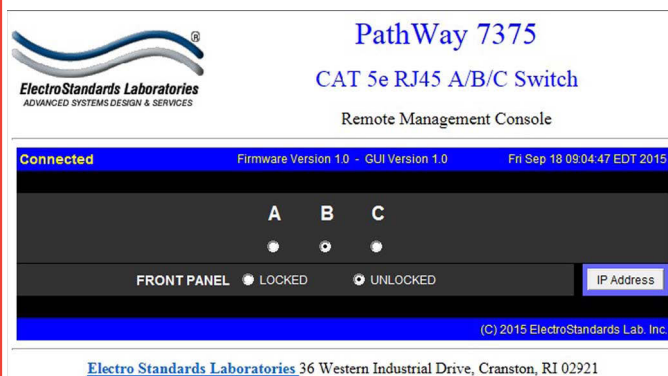 PathWay 7375
®
CAT 5e RJ45 A/B/C Switch
ElectroStandards Laboratories
ADVANCED SYSTEMS DESIGN & SERVICES
Remote Management Console
Connected Firmware Version 1.0 - GUI Version 1.0 Fri Sep 18 09:04:47 EDT 2015
A B C
FRONT PANEL LOCKED UNLOCKED IP Address
(C) 2015 ElectroStandards Lab. Inc.
Electro Standards Laboratories 36 Western Industrial Drive, Cranston, RI 02921